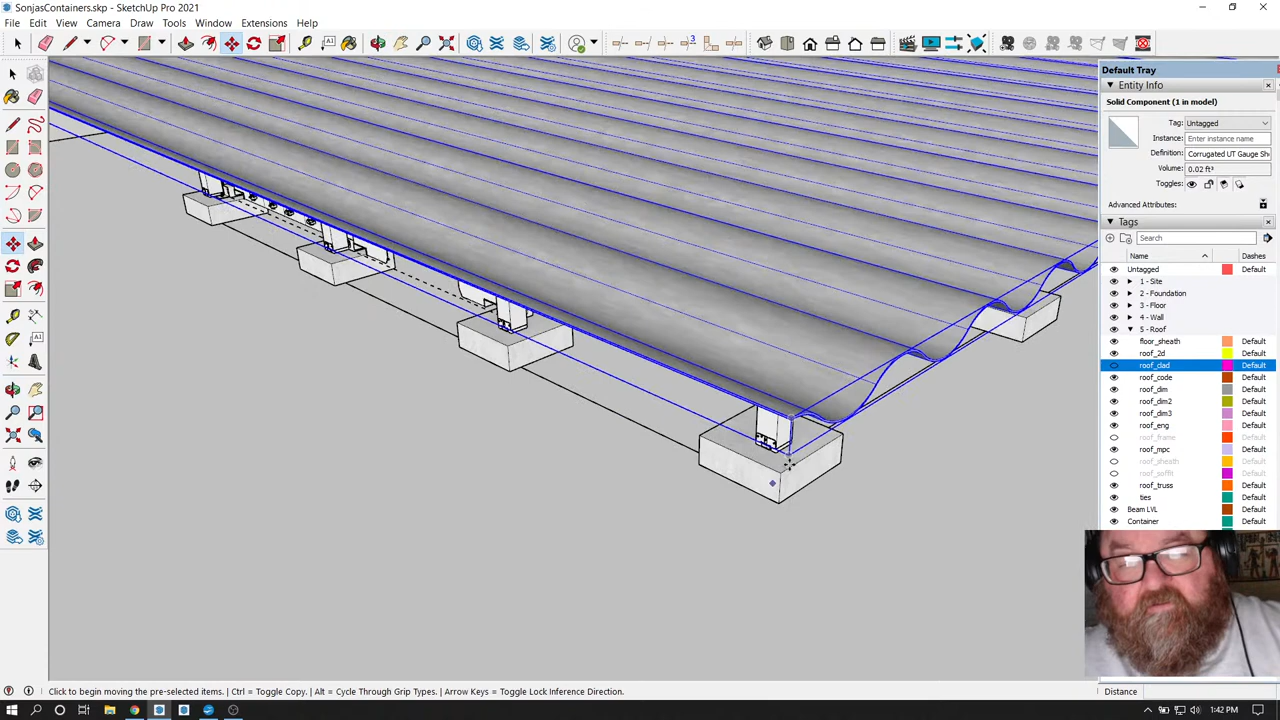 SonjasContainers.skp - SketchUp Pro 2021
File Edit View Camera Draw Tools Window Extensions Help
3
Default Tray
Entity Info
Solid Component (1 in model)
Tag: Untagged
Instance: Enter instance name
Definition: Corrugated UT Gauge Sh
Volume: 0.02 ft³
Toggles:
Advanced Attributes:
Tags
Search
Name Dashes
Untagged Default
1 - Site
2 - Foundation
3 - Floor
4 - Wall
5 - Roof
floor_sheath Default
roof_2d Default
roof_clad Default
roof_code Default
roof_dim Default
roof_dim2 Default
roof_dim3 Default
roof_eng Default
roof_frame Default
roof_mpc Default
roof_sheath Default
roof_soffit Default
roof_truss Default
ties Default
Beam LVL Default
Container Default
Click to begin moving the pre-selected items. | Ctrl = Toggle Copy. | Alt = Cycle Through Grip Types. | Arrow Keys = Toggle Lock Inference Direction. Distance
1:42 PM